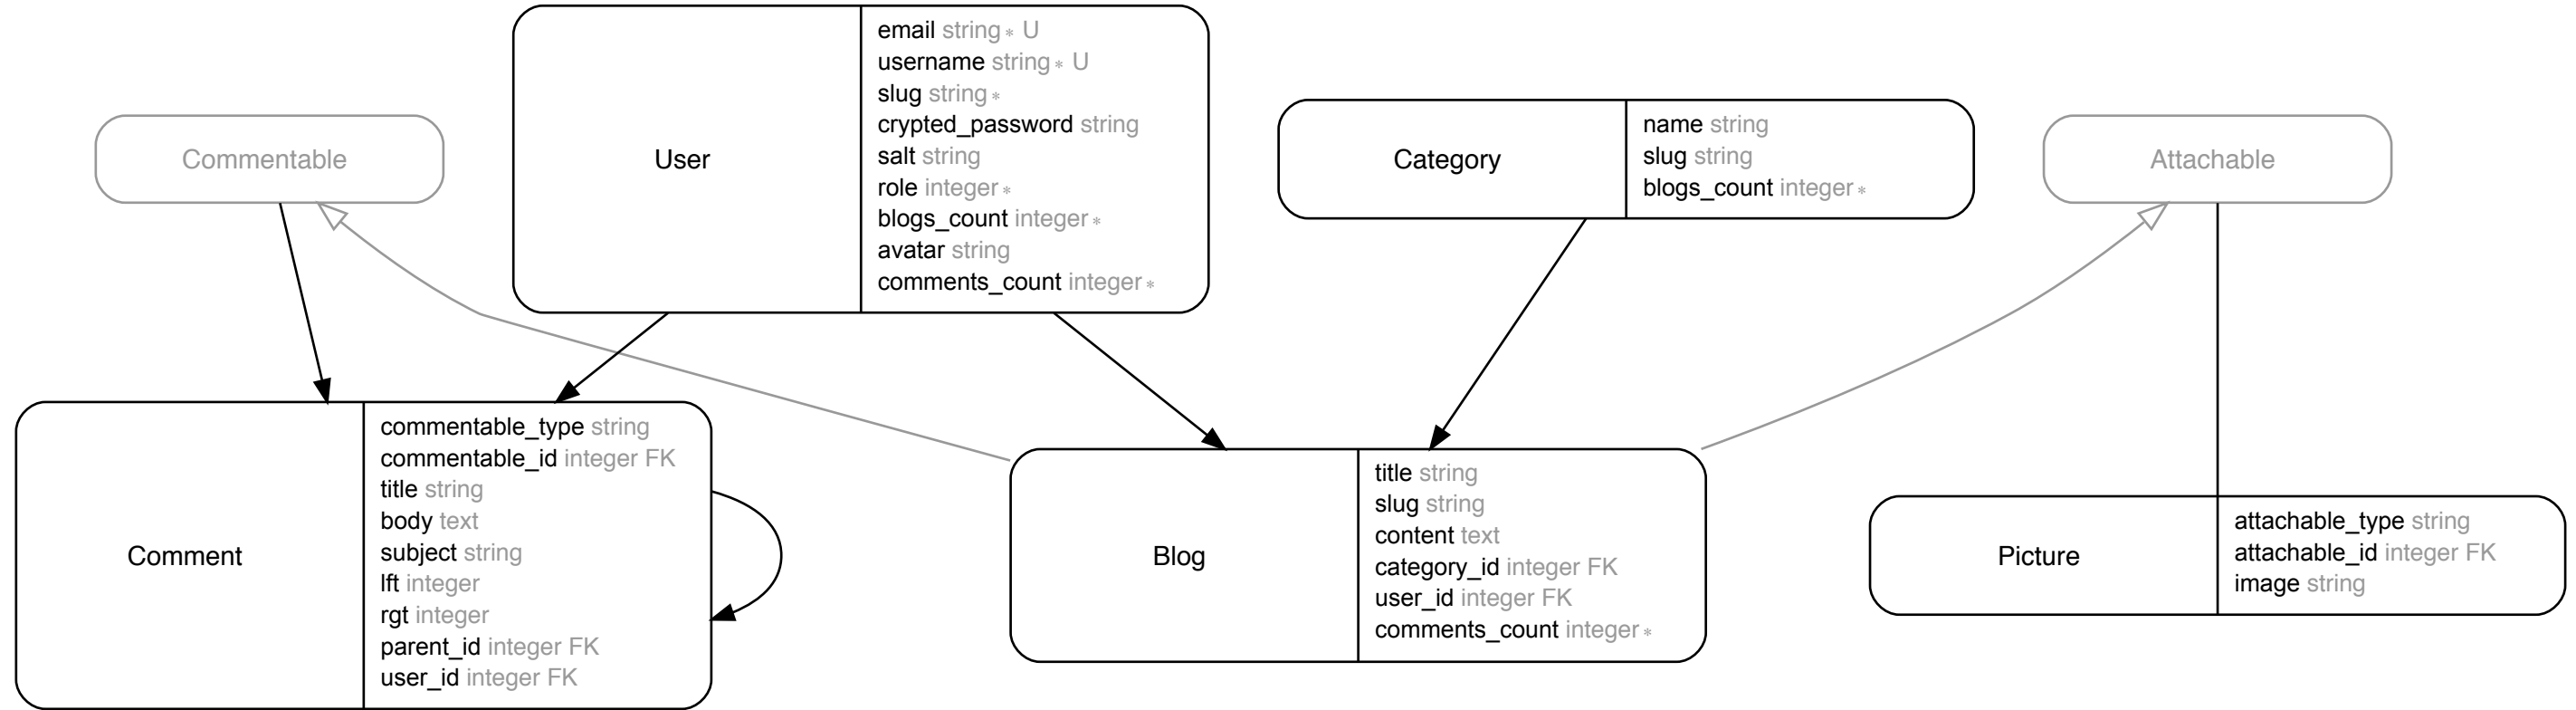 Commentable
User
email string∗ U
username string∗ U
slug string∗
crypted_password string
salt string
role integer∗
blogs_count integer∗
avatar string
comments_count integer∗
Category
name string
slug string
blogs_count integer∗
Attachable
Comment
commentable_type string
commentable_id integer FK
title string
body text
subject string
lft integer
rgt integer
parent_id integer FK
user_id integer FK
Blog
title string
slug string
content text
category_id integer FK
user_id integer FK
comments_count integer∗
Picture
attachable_type string
attachable_id integer FK
image string